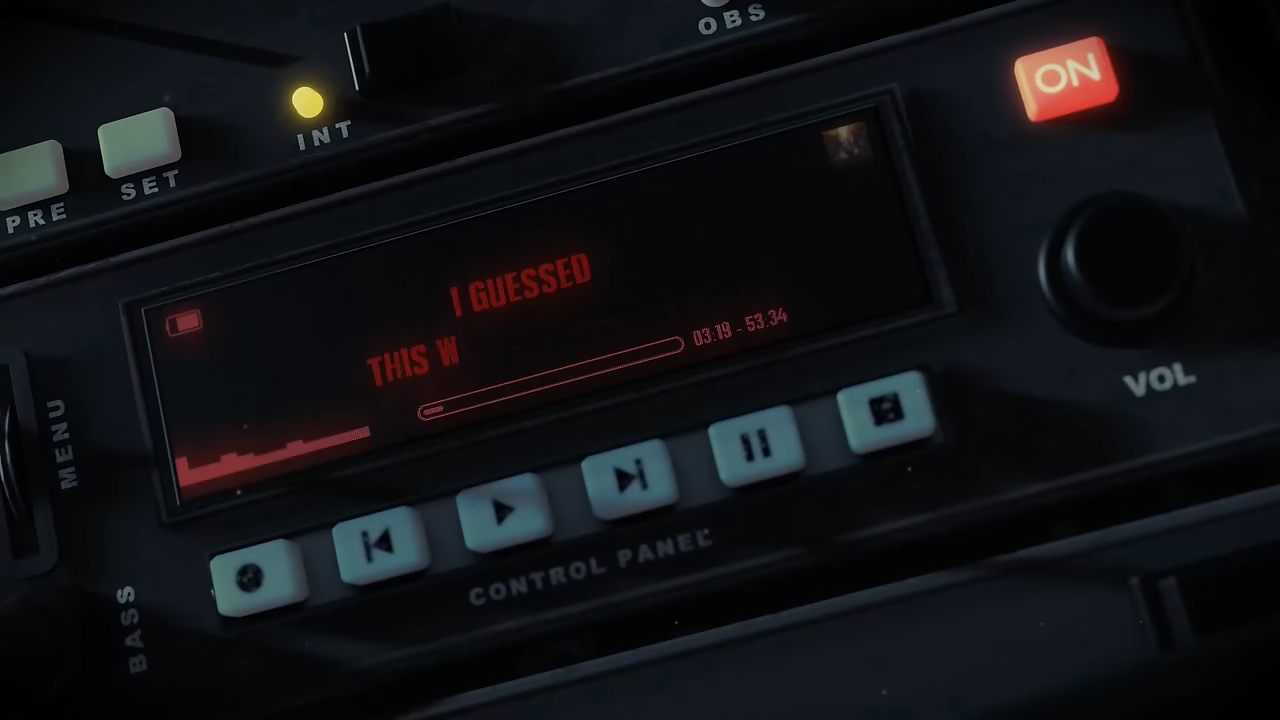 OBS
ON
INT
SET
PRE
I GUESSED
THIS W
03:19 - 53:34
VOL
MENU
CONTROL PANEL
BASS